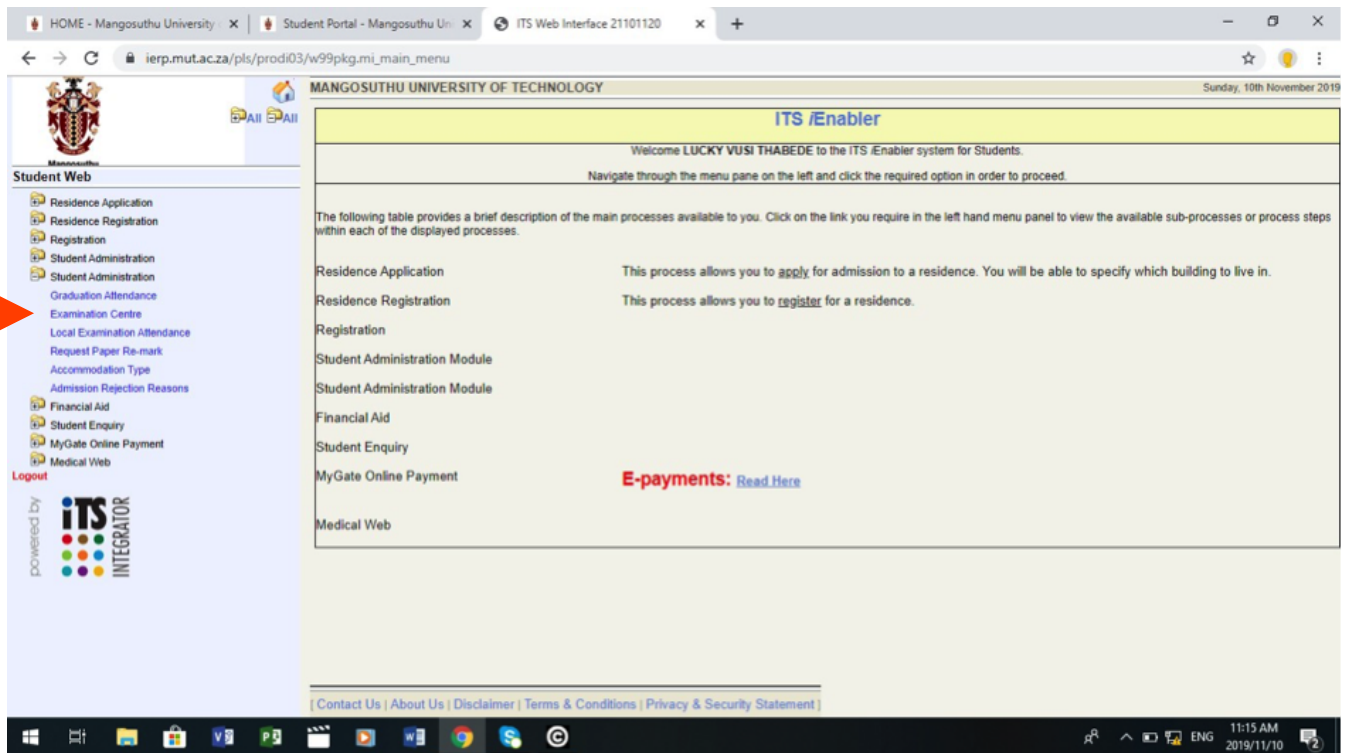 HOME - Mangosuthu University
Student Portal - Mangosuthu Uni
ITS Web Interface 21101120
ierp.mut.ac.za/pls/prodi03/w99pkg.mi_main_menu
All All
Mangosuthu
Student Web
Residence Application
Residence Registration
Registration
Student Administration
Student Administration
Graduation Attendance
Examination Centre
Local Examination Attendance
Request Paper Re-mark
Accommodation Type
Admission Rejection Reasons
Financial Aid
Student Enquiry
MyGate Online Payment
Medical Web
Logout
powered by
iTS
INTEGRATOR
MANGOSUTHU UNIVERSITY OF TECHNOLOGY Sunday, 10th November 2019
ITS iEnabler
Welcome LUCKY VUSI THABEDE to the ITS iEnabler system for Students.
Navigate through the menu pane on the left and click the required option in order to proceed.
The following table provides a brief description of the main processes available to you. Click on the link you require in the left hand menu panel to view the available sub-processes or process steps
within each of the displayed processes.
Residence Application This process allows you to apply for admission to a residence. You will be able to specify which building to live in.
Residence Registration This process allows you to register for a residence.
Registration
Student Administration Module
Student Administration Module
Financial Aid
Student Enquiry
MyGate Online Payment E-payments: Read Here
Medical Web
[ Contact Us | About Us | Disclaimer | Terms & Conditions | Privacy & Security Statement ]
ENG
11:15 AM
2019/11/10
2